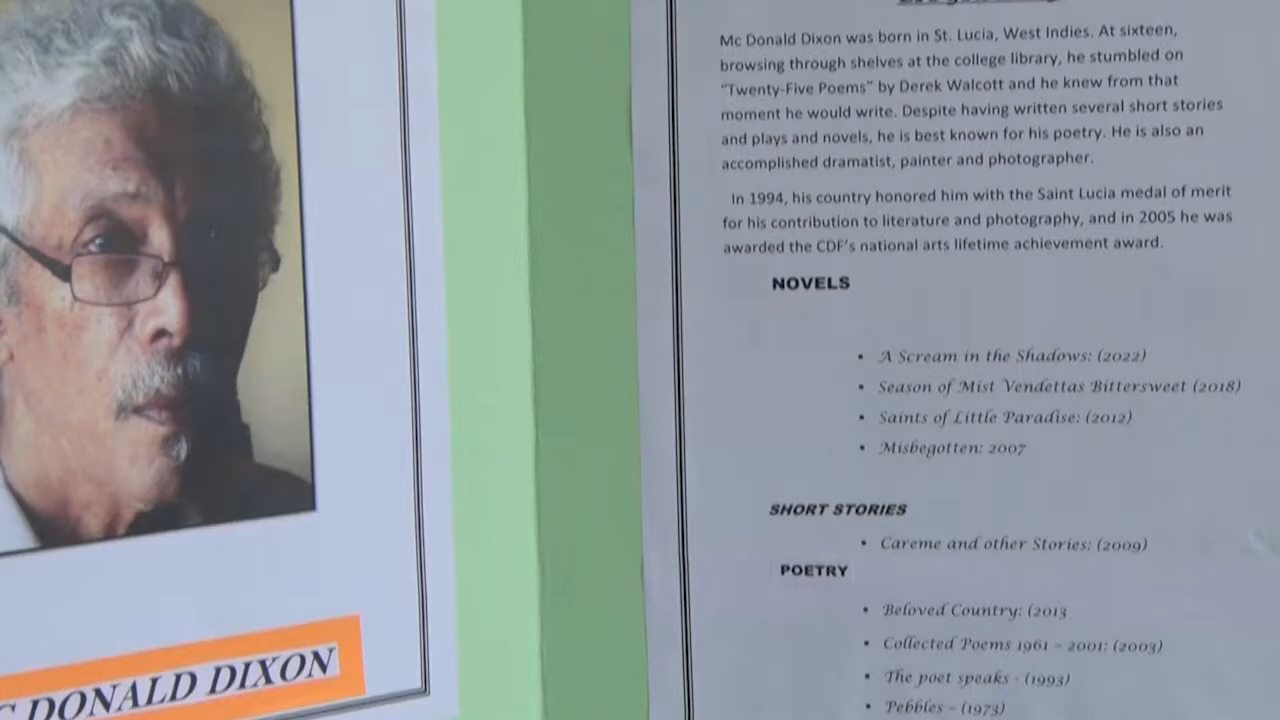 DONALD DIXON
Mc Donald Dixon was born in St. Lucia, West Indies. At sixteen,
browsing through shelves at the college library, he stumbled on
"Twenty-Five Poems" by Derek Walcott and he knew from that
moment he would write. Despite having written several short stories
and plays and novels, he is best known for his poetry. He is also an
accomplished dramatist, painter and photographer.
In 1994, his country honored him with the Saint Lucia medal of merit
for his contribution to literature and photography, and in 2005 he was
awarded the CDF's national arts lifetime achievement award.
NOVELS
• A Scream in the Shadows: (2022)
• Season of Mist Vendettas Bittersweet (2018)
• Saints of Little Paradise: (2012)
• Misbegotten: 2007
SHORT STORIES
• Careme and other Stories: (2009)
POETRY
• Beloved Country: (2013
• Collected Poems 1961 - 2001: (2003)
• The poet speaks - (1993)
• Pebbles - (1973)